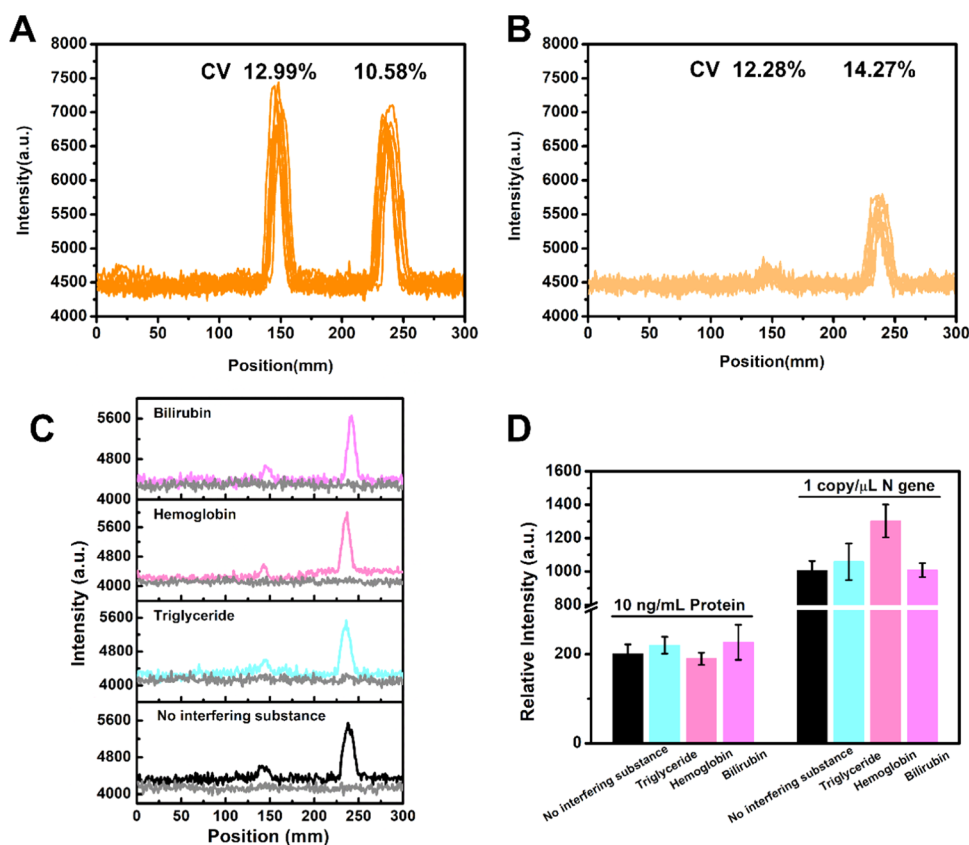 A
CV 12.99% 10.58%
8000
7500
7000
6500
6000
5500
5000
4500
4000
Intensity(a.u.)
0 50 100 150 200 250 300
Position(mm)
B
CV 12.28% 14.27%
8000
7500
7000
6500
6000
5500
5000
4500
4000
Intensity(a.u.)
0 50 100 150 200 250 300
Position(mm)
C
Bilirubin
5600
4800
4000
Hemoglobin
5600
4800
4000
Triglyceride
5600
4800
4000
No interfering substance
5600
4800
4000
Intensity (a.u.)
0 50 100 150 200 250 300
Position (mm)
D
1600
1400
1200
1000
800
200
0
Relative Intensity (a.u.)
1 copy/μL N gene
10 ng/mL Protein
No interfering substance
Triglyceride
Hemoglobin
Bilirubin
No interfering substance
Triglyceride
Hemoglobin
Bilirubin